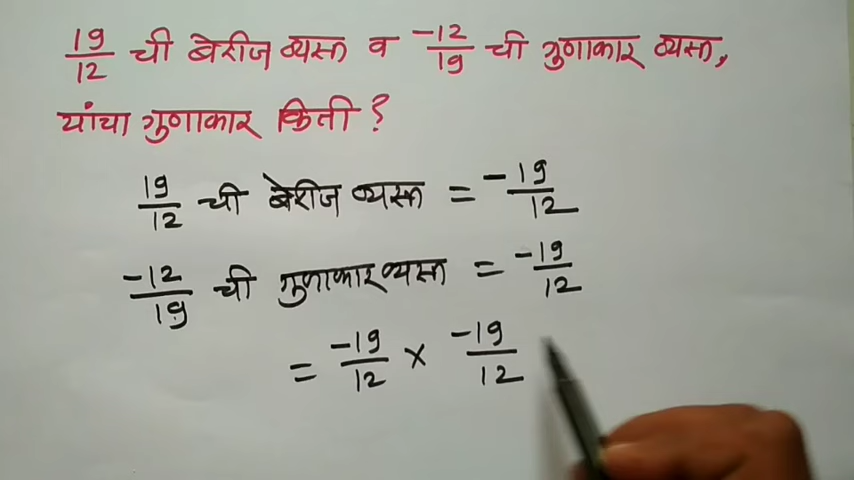 19/12 ची बेरीज व्यस्त व -12/19 ची गुणाकार व्यस्त,
यांचा गुणाकार किती ?
19/12 ची बेरीज व्यस्त = -19/12
-12/19 ची गुणाकार व्यस्त = -19/12
= -19/12 × -19/12